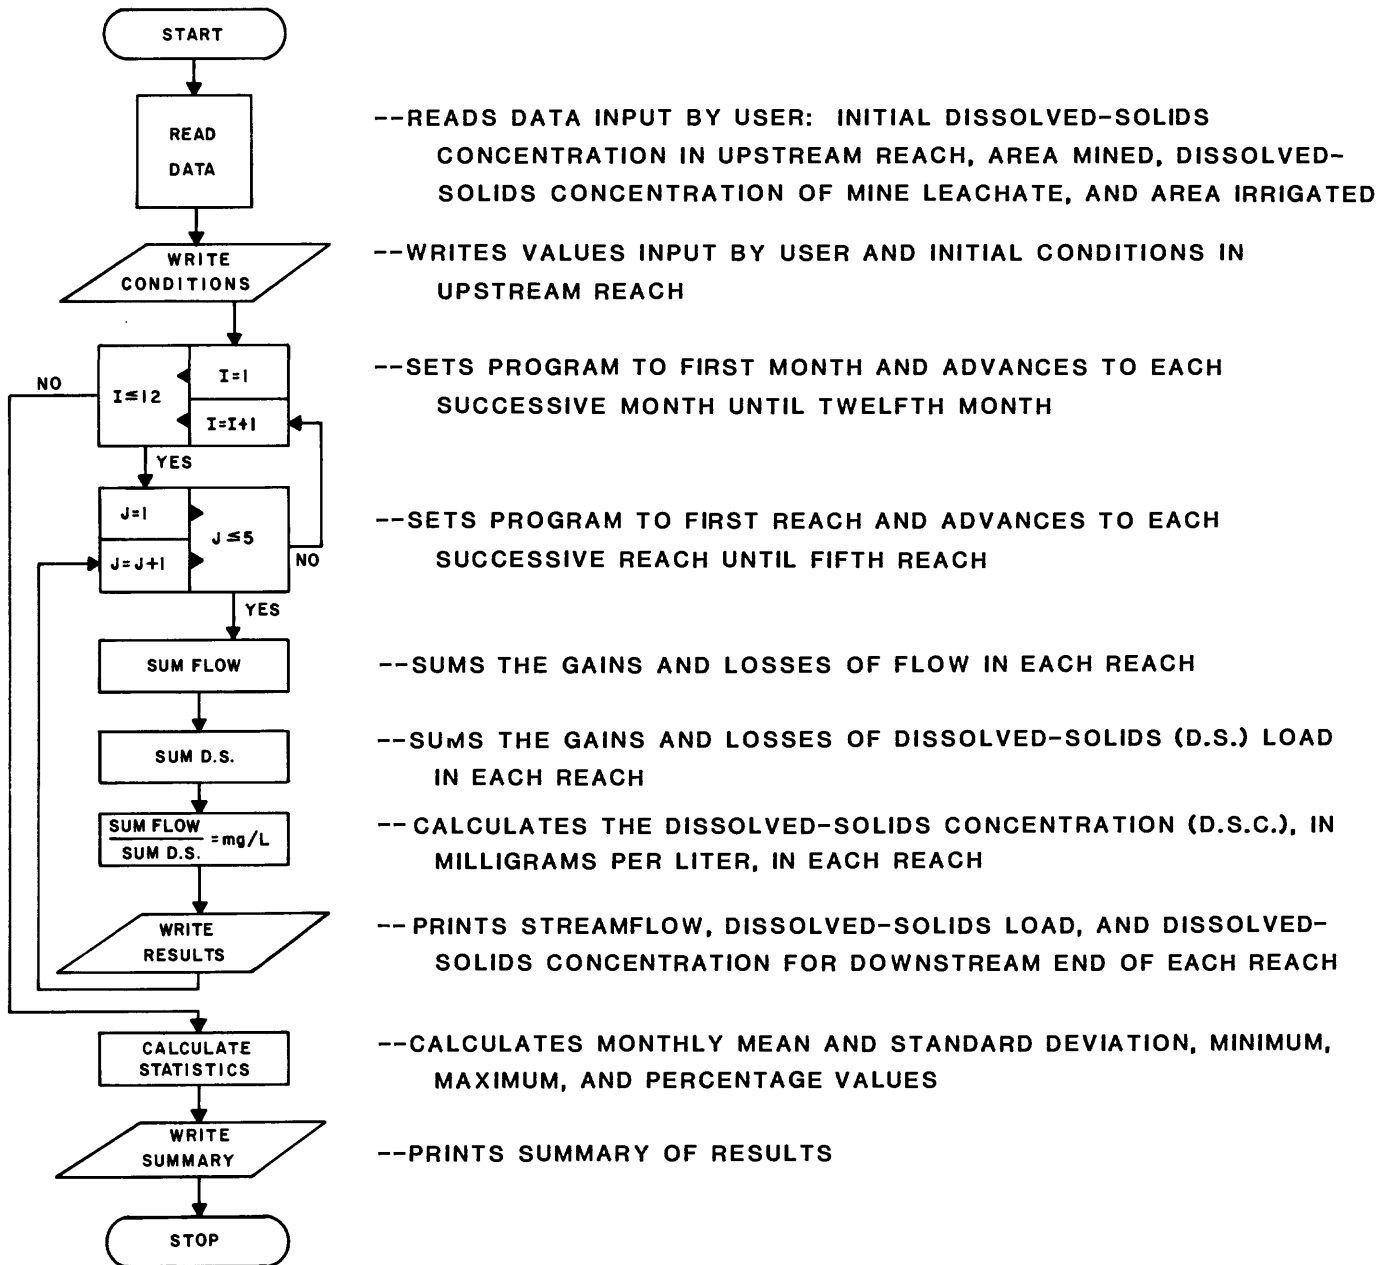 START
READ
DATA
--READS DATA INPUT BY USER: INITIAL DISSOLVED-SOLIDS
CONCENTRATION IN UPSTREAM REACH, AREA MINED, DISSOLVED-
SOLIDS CONCENTRATION OF MINE LEACHATE, AND AREA IRRIGATED
WRITE
CONDITIONS
--WRITES VALUES INPUT BY USER AND INITIAL CONDITIONS IN
UPSTREAM REACH
NO
I≤12
I=1
I=I+1
YES
--SETS PROGRAM TO FIRST MONTH AND ADVANCES TO EACH
SUCCESSIVE MONTH UNTIL TWELFTH MONTH
J=1
J=J+1
J≤5
NO
YES
--SETS PROGRAM TO FIRST REACH AND ADVANCES TO EACH
SUCCESSIVE REACH UNTIL FIFTH REACH
SUM FLOW
--SUMS THE GAINS AND LOSSES OF FLOW IN EACH REACH
SUM D.S.
--SUMS THE GAINS AND LOSSES OF DISSOLVED-SOLIDS (D.S.) LOAD
IN EACH REACH
SUM FLOW
SUM D.S.
=mg/L
--CALCULATES THE DISSOLVED-SOLIDS CONCENTRATION (D.S.C.), IN
MILLIGRAMS PER LITER, IN EACH REACH
WRITE
RESULTS
--PRINTS STREAMFLOW, DISSOLVED-SOLIDS LOAD, AND DISSOLVED-
SOLIDS CONCENTRATION FOR DOWNSTREAM END OF EACH REACH
CALCULATE
STATISTICS
--CALCULATES MONTHLY MEAN AND STANDARD DEVIATION, MINIMUM,
MAXIMUM, AND PERCENTAGE VALUES
WRITE
SUMMARY
--PRINTS SUMMARY OF RESULTS
STOP